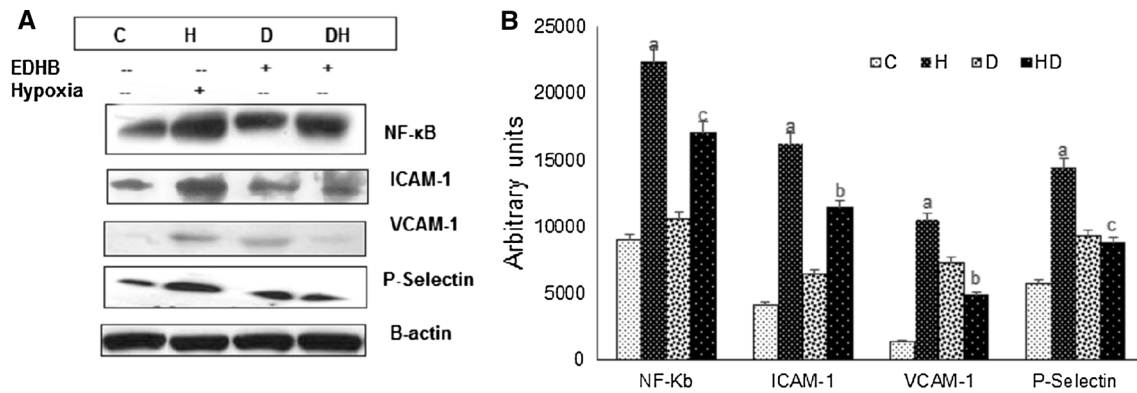 A
C H D DH
EDHB -- -- + +
Hypoxia -- + -- --
NF-κB
ICAM-1
VCAM-1
P-Selectin
B-actin
B
25000
20000
15000
10000
5000
0
Arbitrary units
C H D HD
a
c
a
b
a
b
a
c
NF-Kb ICAM-1 VCAM-1 P-Selectin